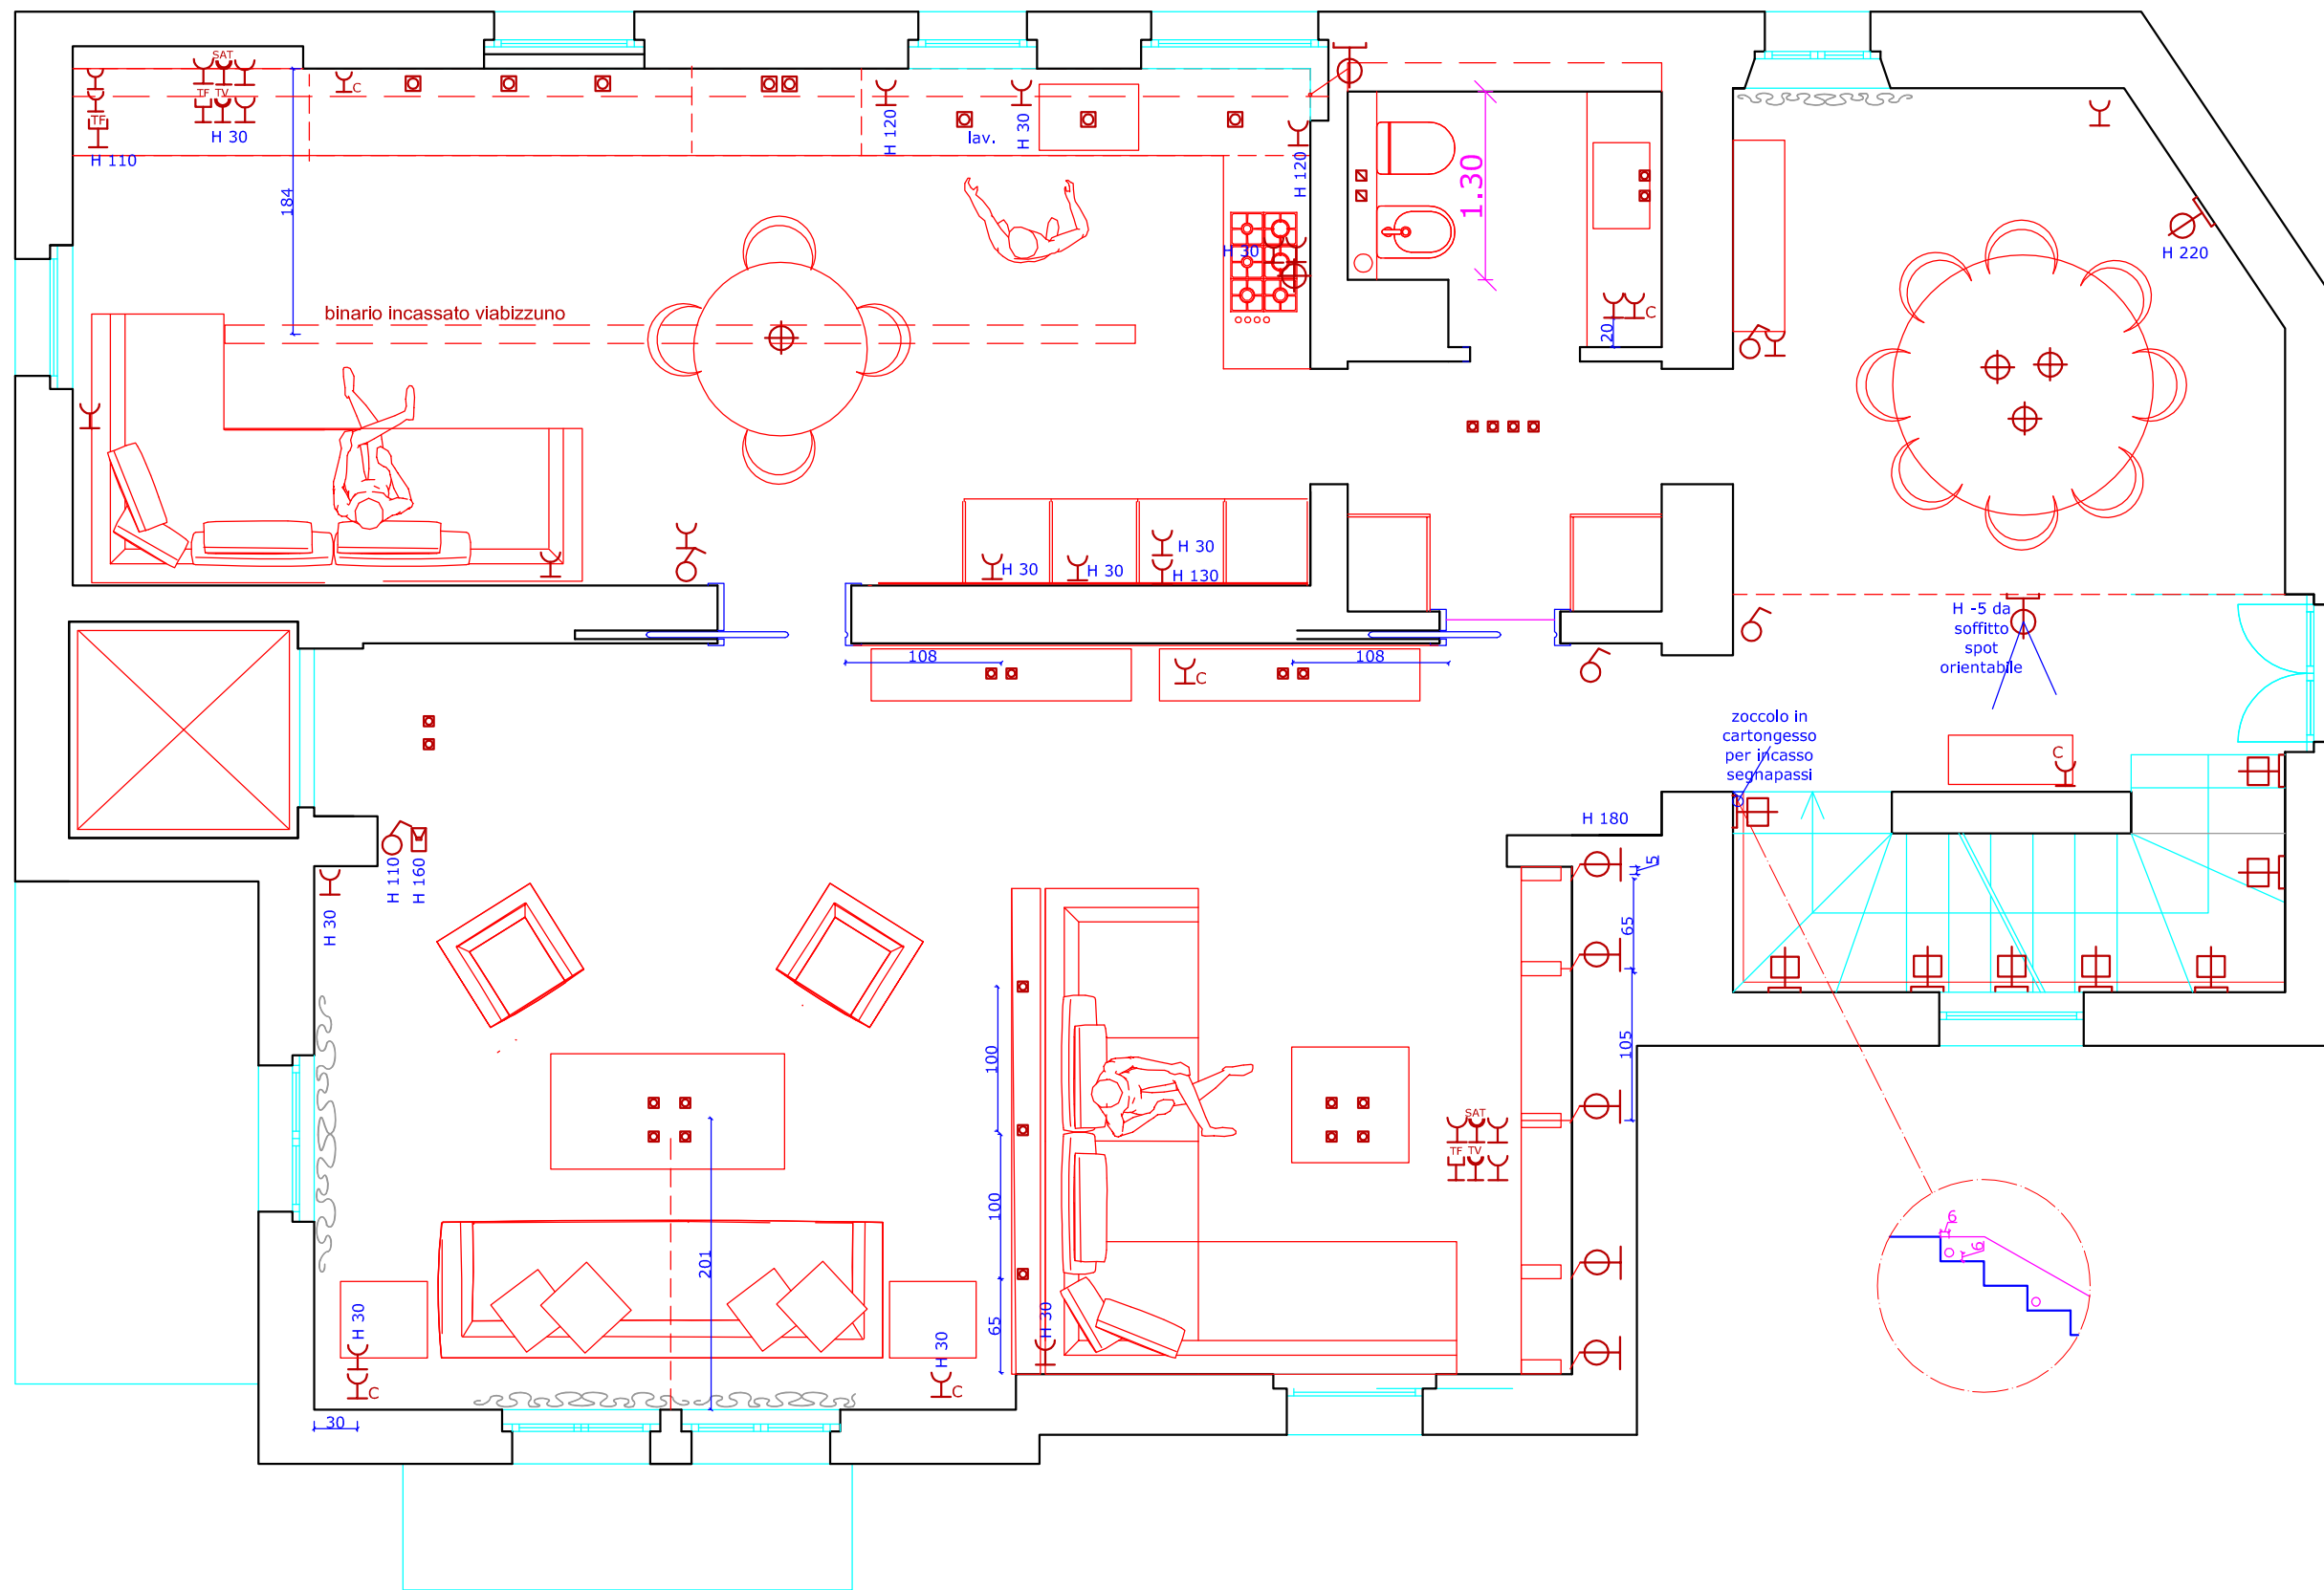 SAT
TF TV
TF
H 30
H 110
C
184
H 120
lav.
H 30
H 120
1.30
H 30
binario incassato viabizzuno
20
C
H 220
H 30
H 30
H 30
H 130
108
C
108
H -5 da
soffitto
spot
orientabile
zoccolo in
cartongesso
per incasso
segnapassi
C
H 180
H 110
H 160
H 30
5
65
105
100
100
65
201
SAT
TF TV
H 30
C
H 30
C
H 30
30
6
6